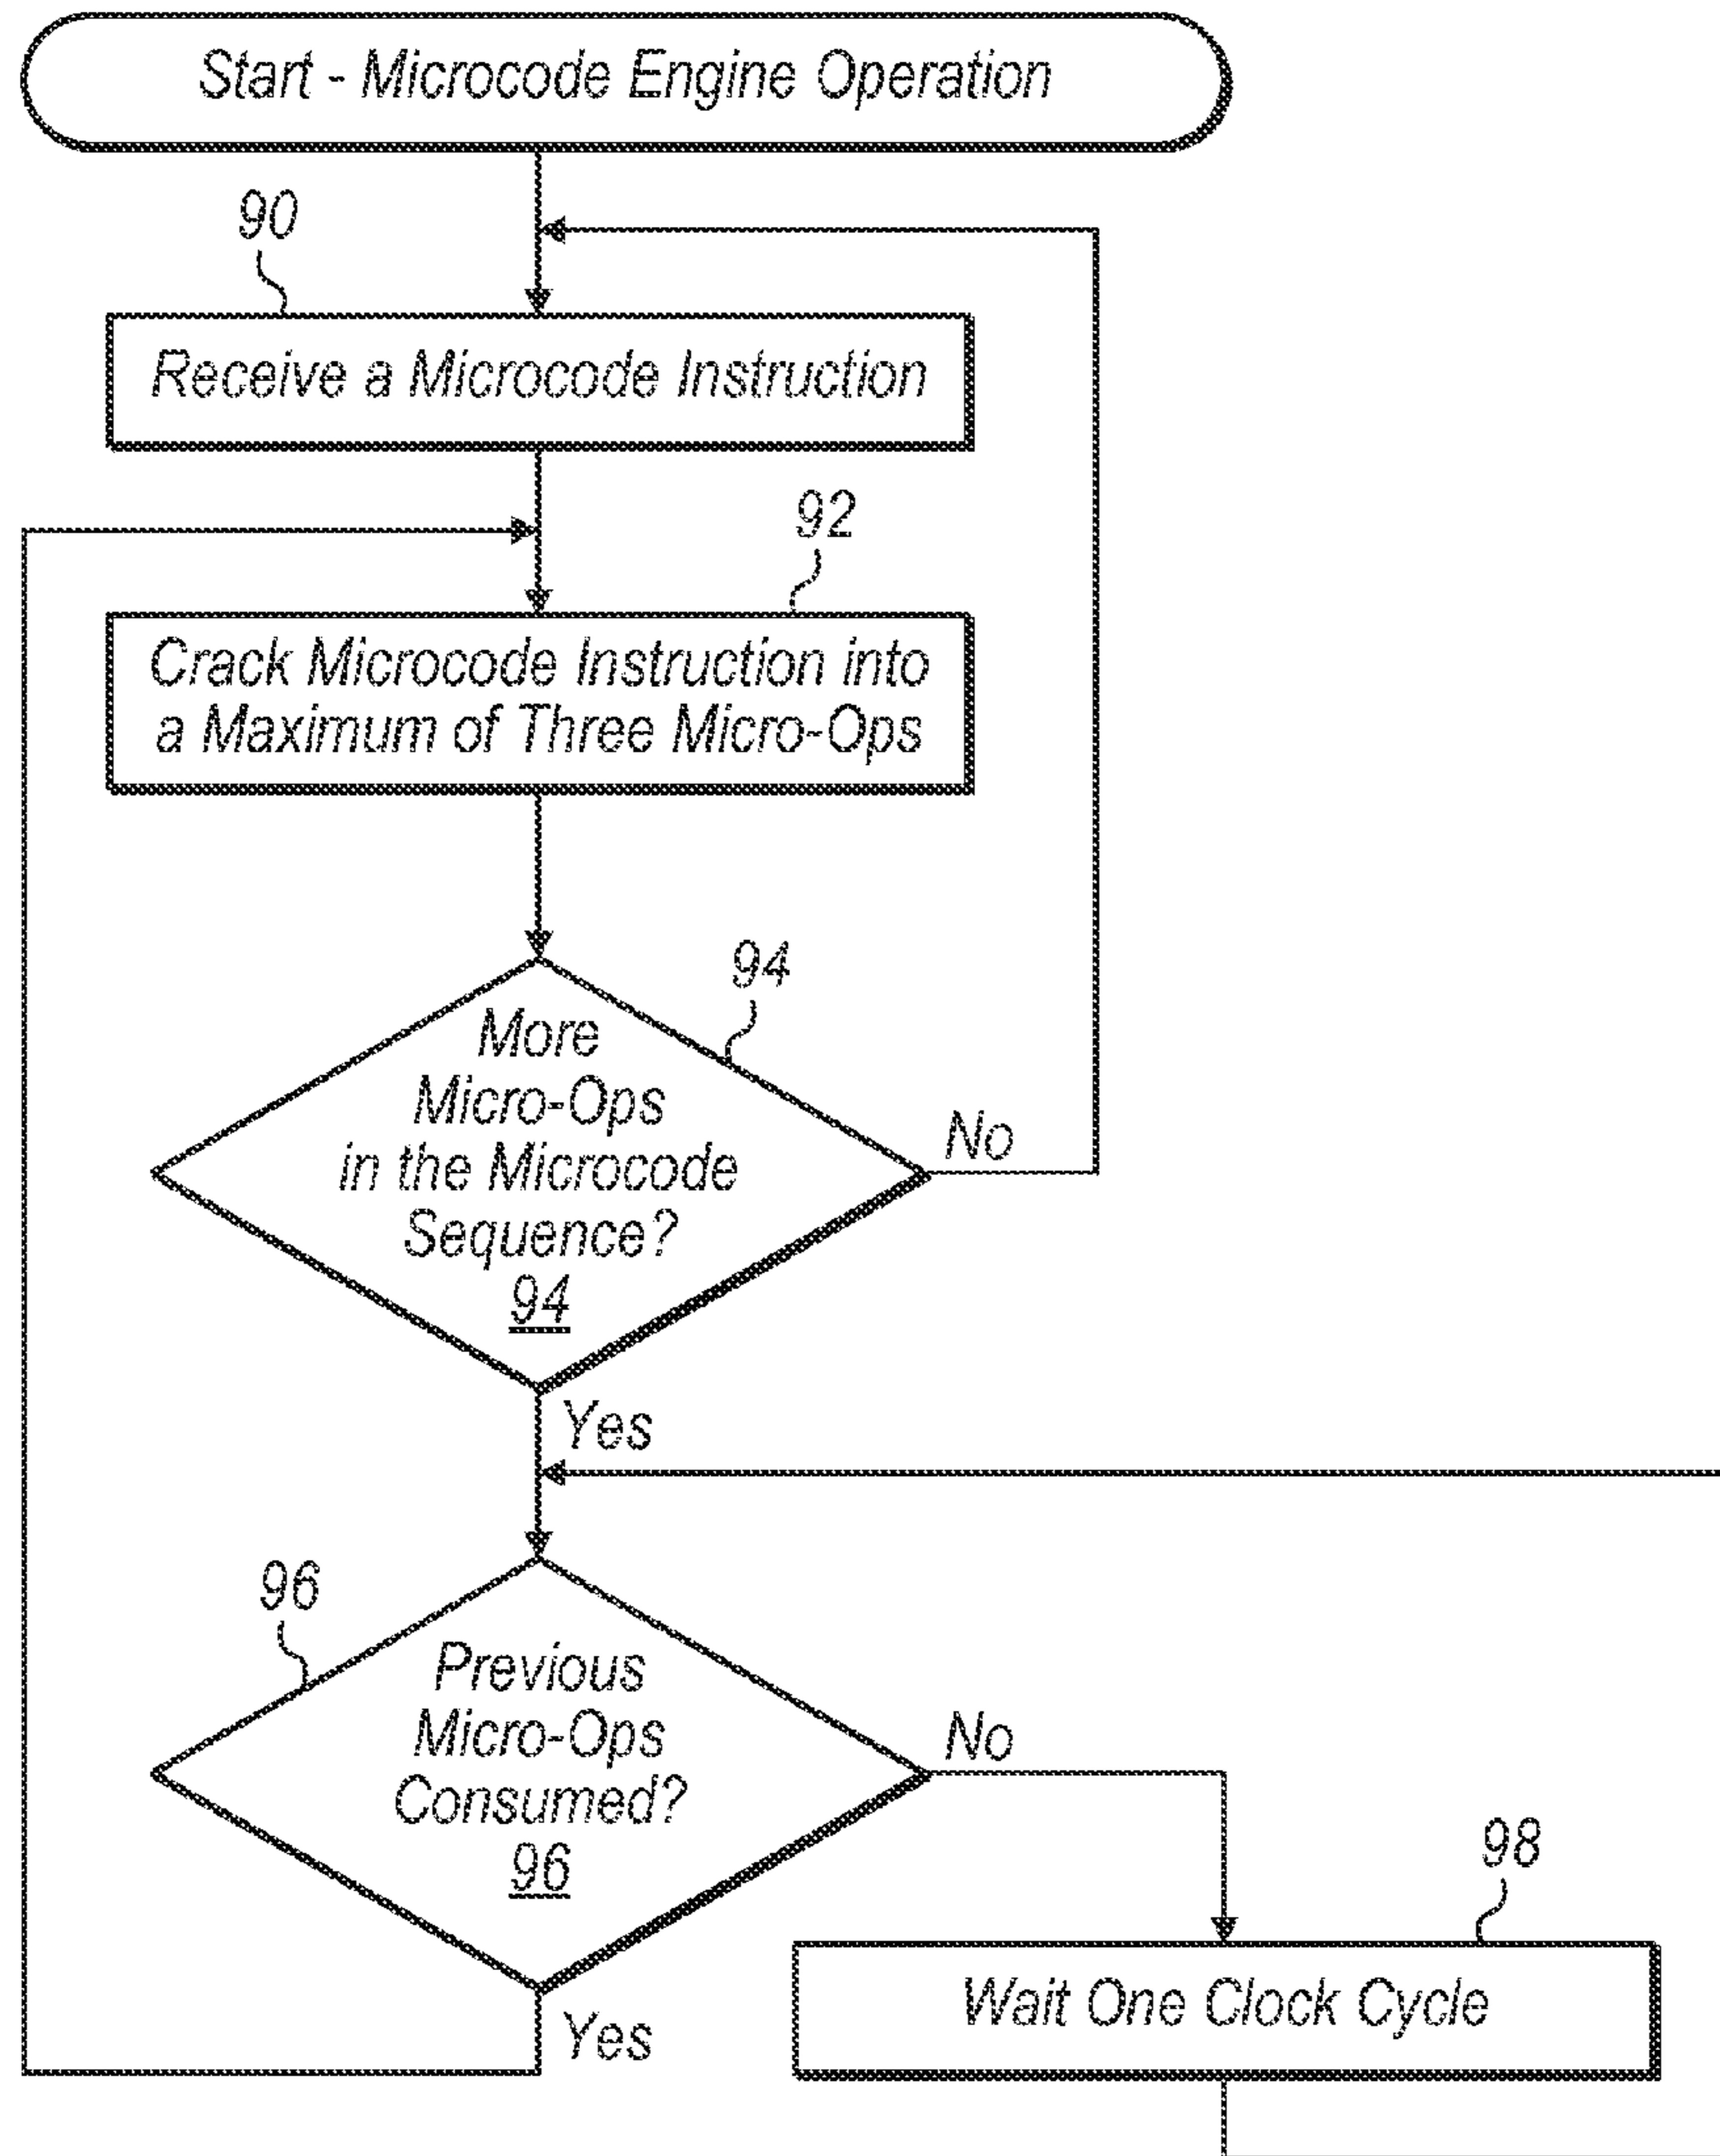 Start - Microcode Engine Operation
90
Receive a Microcode Instruction
92
Crack Microcode Instruction into
a Maximum of Three Micro-Ops
94
More
Micro-Ops
in the Microcode
Sequence?
94
No
Yes
96
Previous
Micro-Ops
Consumed?
96
No
98
Wait One Clock Cycle
Yes